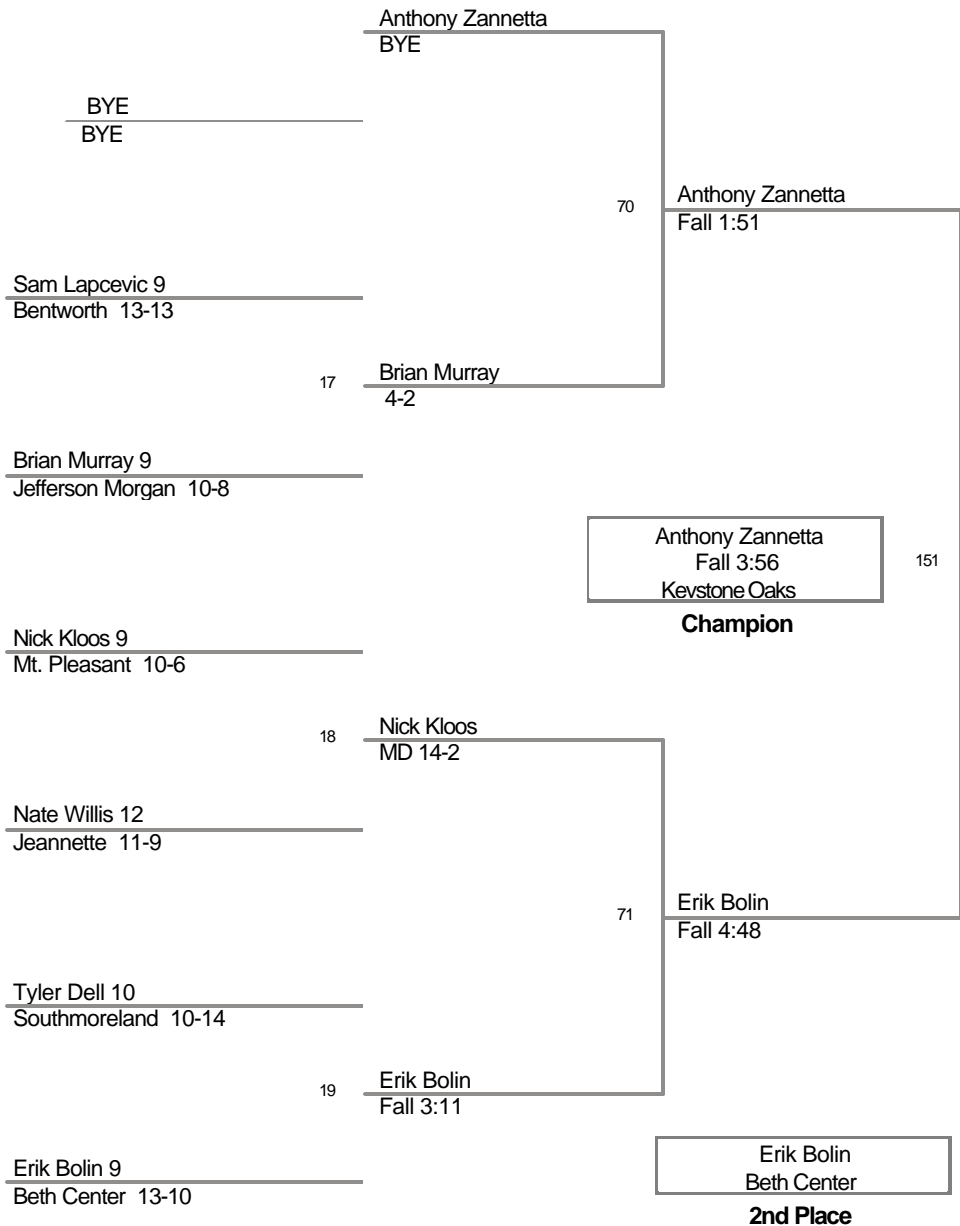 Anthony Zannetta
BYE
BYE
BYE
70
Anthony Zannetta
Fall 1:51
Sam Lapcevic 9
Bentworth 13-13
17
Brian Murray
4-2
Brian Murray 9
Jefferson Morgan 10-8
Anthony Zannetta
Fall 3:56
Keystone Oaks
151
Champion
Nick Kloos 9
Mt. Pleasant 10-6
18
Nick Kloos
MD 14-2
Nate Willis 12
Jeannette 11-9
71
Erik Bolin
Fall 4:48
Tyler Dell 10
Southmoreland 10-14
19
Erik Bolin
Fall 3:11
Erik Bolin 9
Beth Center 13-10
Erik Bolin
Beth Center
2nd Place